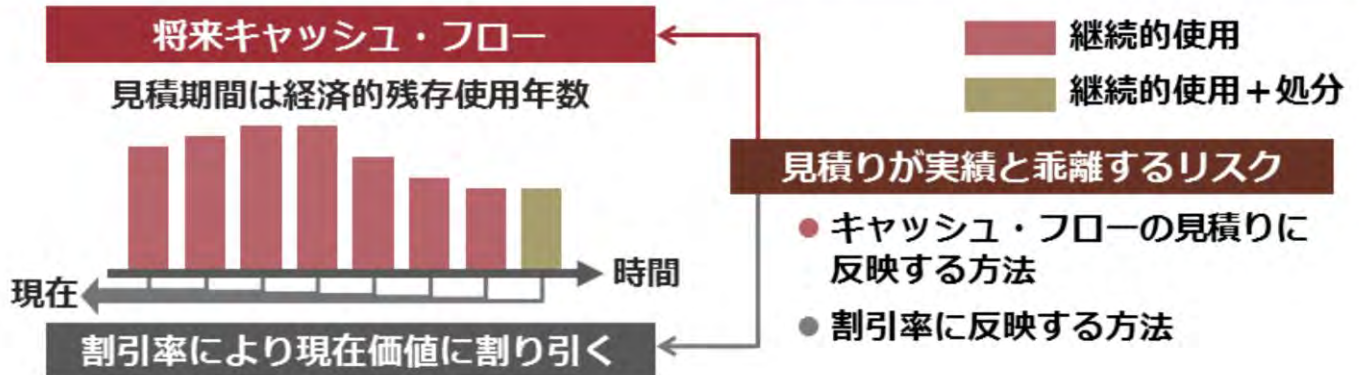 将来キャッシュ・フロー
見積期間は経済的残存使用年数
時間
現在
割引率により現在価値に割り引く
継続的使用
継続的使用＋処分
見積りが実績と乖離するリスク
● キャッシュ・フローの見積りに
反映する方法
● 割引率に反映する方法